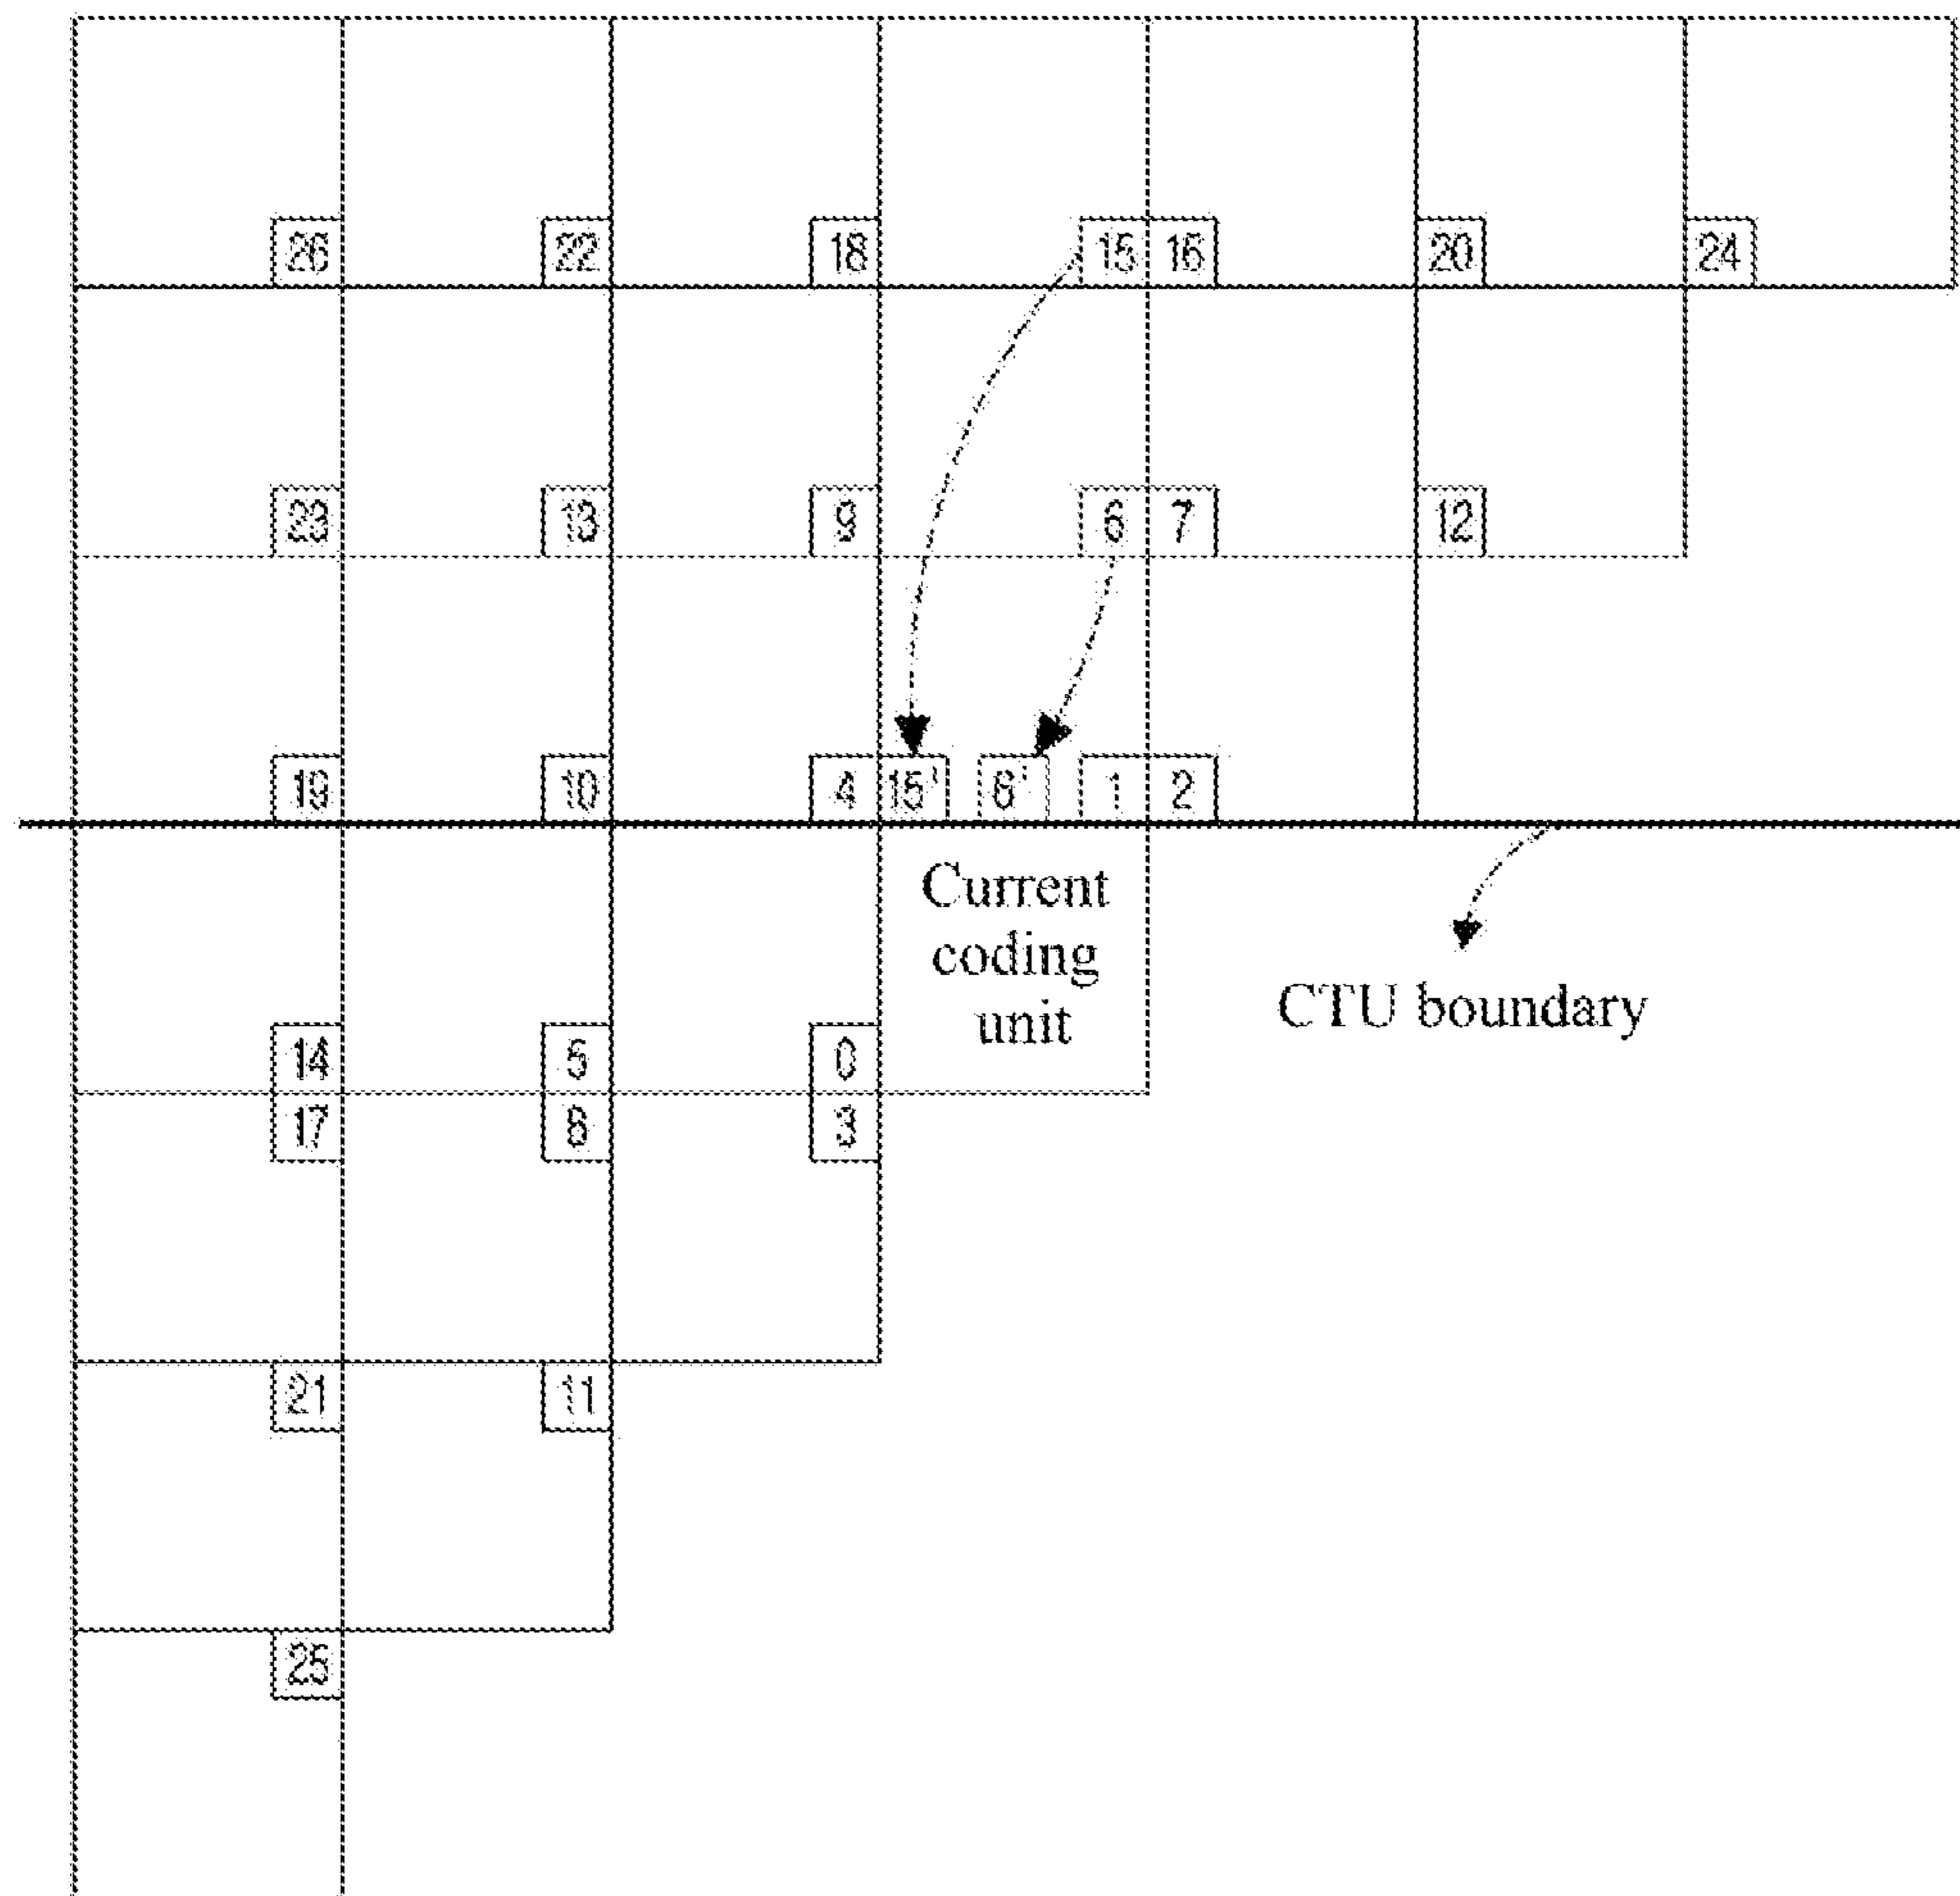 26 22 18 15 16 20 24
23 13 9 6 7 12
19 10 4 15' 6' 1 2
Current
coding
unit
CTU boundary
14 5 0
17 8 3
21 11
25